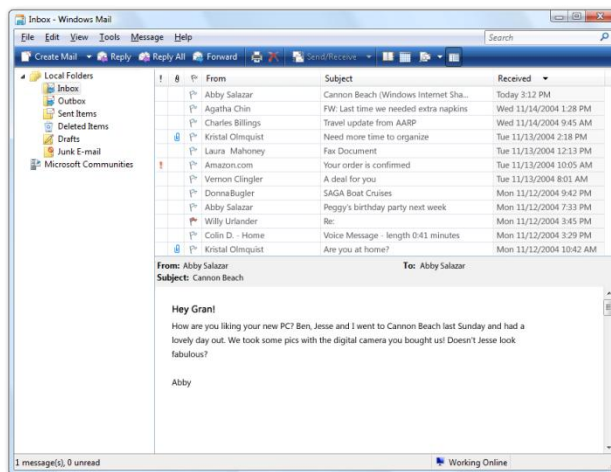 Inbox - Windows Mail
File Edit View Tools Message Help Search
Create Mail Reply Reply All Forward Send/Receive
Local Folders
Inbox
Outbox
Sent Items
Deleted Items
Drafts
Junk E-mail
Microsoft Communities
! From Subject Received
Abby Salazar Cannon Beach (Windows Internet Sha... Today 3:12 PM
Agatha Chin FW: Last time we needed extra napkins Wed 11/14/2004 1:28 PM
Charles Billings Travel update from AARP Wed 11/14/2004 9:45 AM
Kristal Olmquist Need more time to organize Tue 11/13/2004 2:18 PM
Laura Mahoney Fax Document Tue 11/13/2004 12:13 PM
! Amazon.com Your order is confirmed Tue 11/13/2004 10:05 AM
Vernon Clingler A deal for you Tue 11/13/2004 8:01 AM
DonnaBugler SAGA Boat Cruises Mon 11/12/2004 9:42 PM
Abby Salazar Peggy's birthday party next week Mon 11/12/2004 7:33 PM
Willy Urlander Re: Mon 11/12/2004 3:45 PM
Colin D. - Home Voice Message - length 0:41 minutes Mon 11/12/2004 3:29 PM
Kristal Olmquist Are you at home? Mon 11/12/2004 10:42 AM
From: Abby Salazar To: Abby Salazar
Subject: Cannon Beach
Hey Gran!
How are you liking your new PC? Ben, Jesse and I went to Cannon Beach last Sunday and had a
lovely day out. We took some pics with the digital camera you bought us! Doesn't Jesse look
fabulous?
Abby
1 message(s), 0 unread Working Online